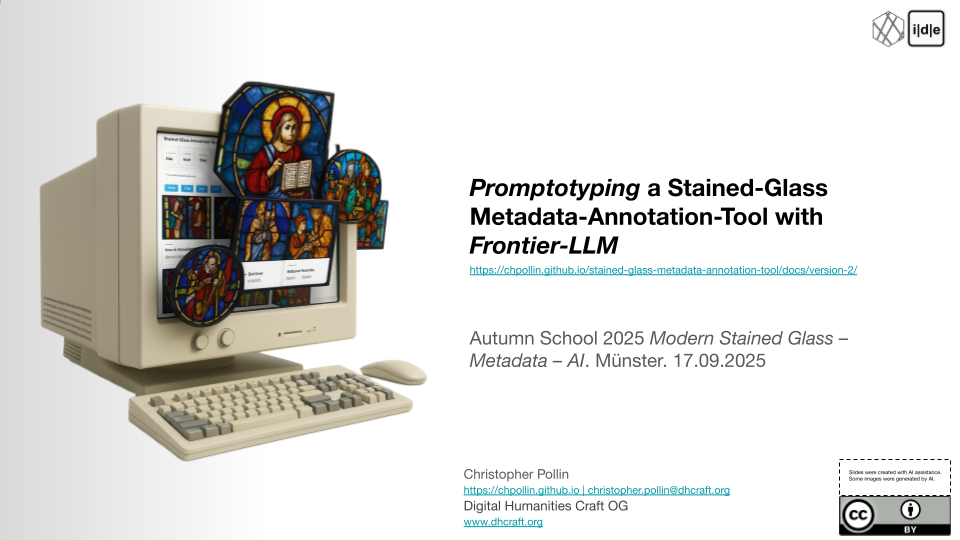 i|d|e
Promptotyping a Stained-Glass
Metadata-Annotation-Tool with
Frontier-LLM
https://chpollin.github.io/stained-glass-metadata-annotation-tool/docs/version-2/
Autumn School 2025 Modern Stained Glass –
Metadata – AI. Münster. 17.09.2025
Christopher Pollin
https://chpollin.github.io | christopher.pollin@dhcraft.org
Digital Humanities Craft OG
www.dhcraft.org
Slides were created with AI assistance.
Some images were generated by AI.
cc
BY